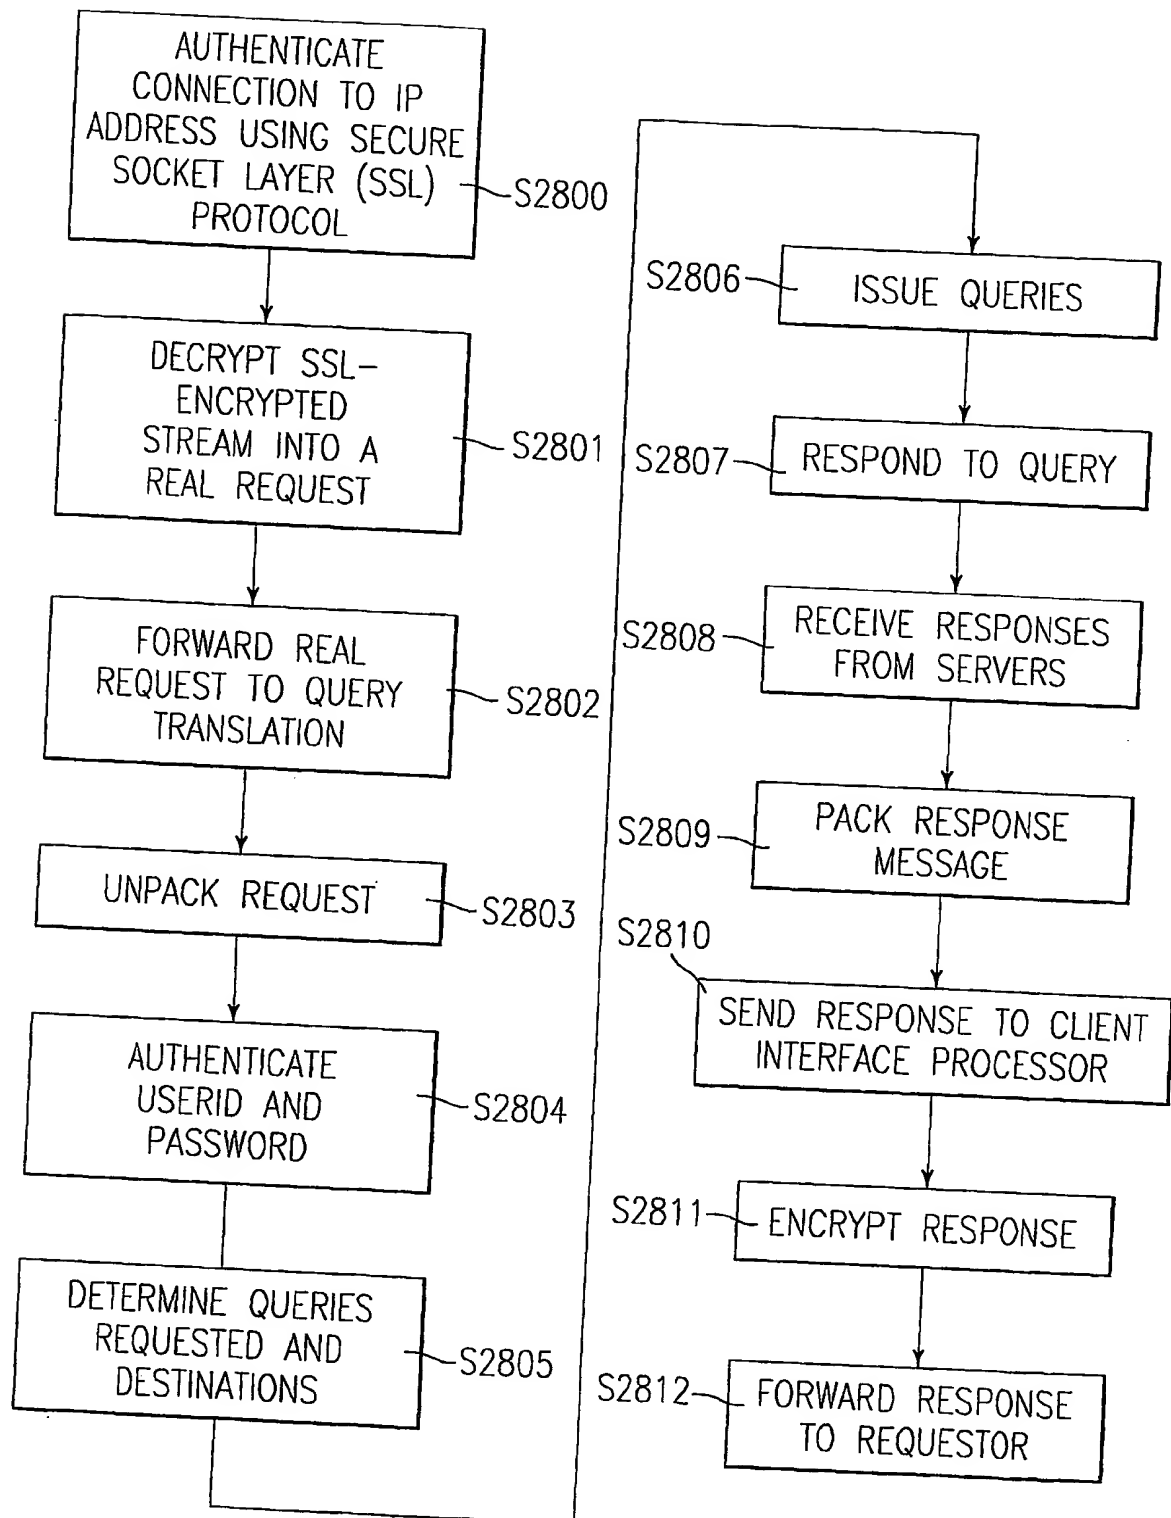 AUTHENTICATE
CONNECTION TO IP
ADDRESS USING SECURE
SOCKET LAYER (SSL)
PROTOCOL
S2800
DECRYPT SSL-
ENCRYPTED
STREAM INTO A
REAL REQUEST
S2801
FORWARD REAL
REQUEST TO QUERY
TRANSLATION
S2802
UNPACK REQUEST
S2803
AUTHENTICATE
USERID AND
PASSWORD
S2804
DETERMINE QUERIES
REQUESTED AND
DESTINATIONS
S2805
S2806
ISSUE QUERIES
S2807
RESPOND TO QUERY
S2808
RECEIVE RESPONSES
FROM SERVERS
S2809
PACK RESPONSE
MESSAGE
S2810
SEND RESPONSE TO CLIENT
INTERFACE PROCESSOR
S2811
ENCRYPT RESPONSE
S2812
FORWARD RESPONSE
TO REQUESTOR